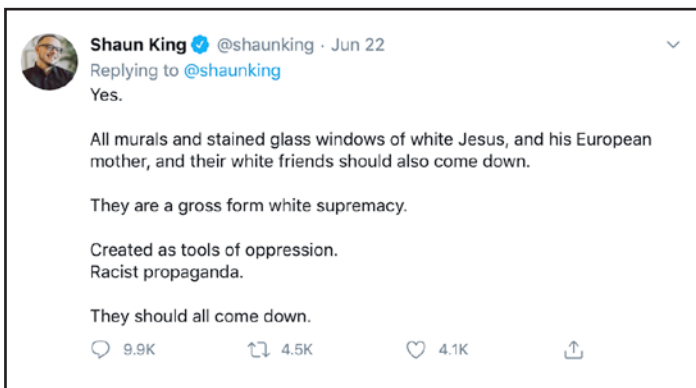 Shaun King @shaunking · Jun 22
Replying to @shaunking
Yes.
All murals and stained glass windows of white Jesus, and his European
mother, and their white friends should also come down.
They are a gross form white supremacy.
Created as tools of oppression.
Racist propaganda.
They should all come down.
9.9K 4.5K 4.1K